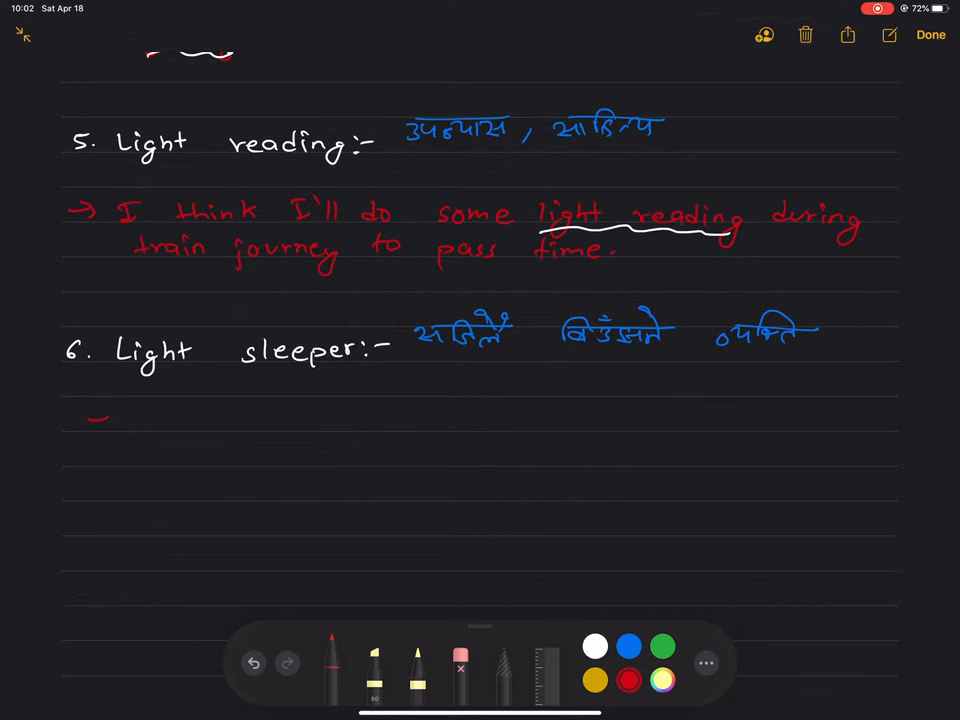 10:02 Sat Apr 18 72%
Done
5. Light reading:- उपन्यास, साहित्य
→ I think I'll do some light reading during
train journey to pass time.
6. Light sleeper:- सजिलै बिउँझने व्यक्ति
80